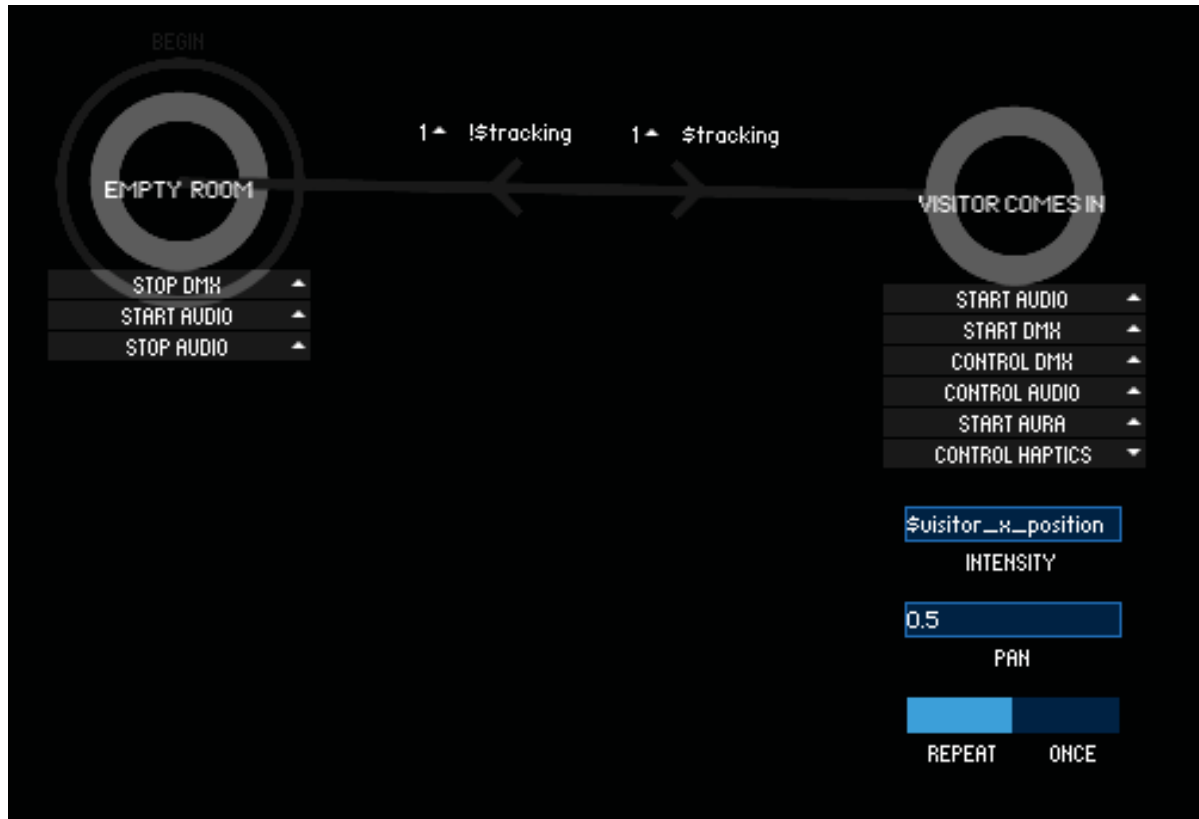 BEGIN
1 !$tracking 1 $tracking
EMPTY ROOM
VISITOR COMES IN
STOP DMX
START AUDIO
STOP AUDIO
START AUDIO
START DMX
CONTROL DMX
CONTROL AUDIO
START AURA
CONTROL HAPTICS
$visitor_x_position
INTENSITY
0.5
PAN
REPEAT ONCE